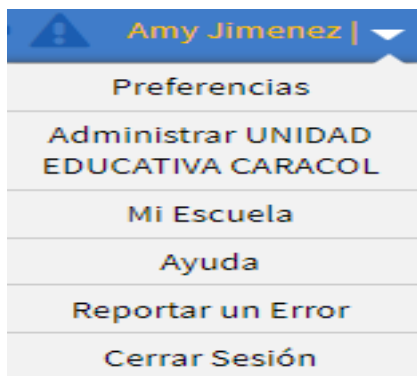 Amy Jimenez |
Preferencias
Administrar UNIDAD
EDUCATIVA CARACOL
Mi Escuela
Ayuda
Reportar un Error
Cerrar Sesión